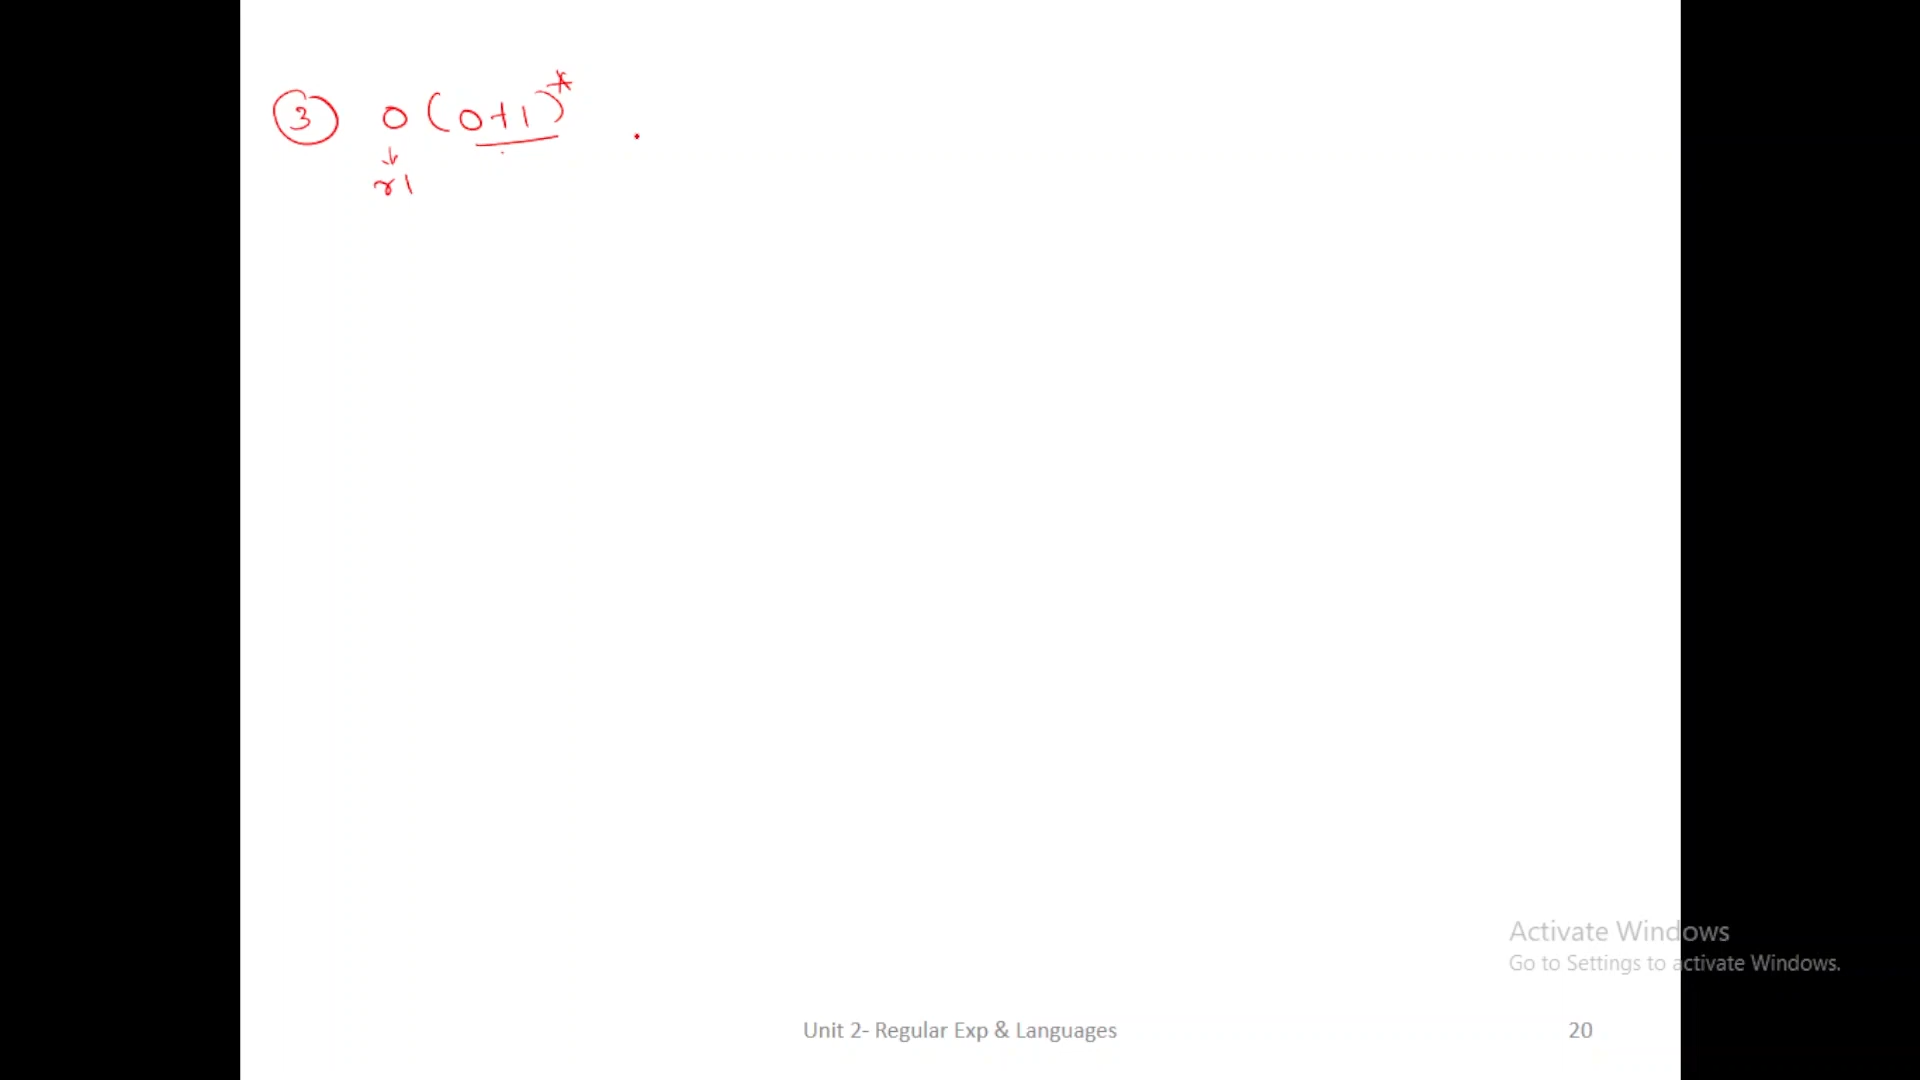 ③ 0 (0+1)*
↓
r1
Activate Windows
Go to Settings to activate Windows.
Unit 2- Regular Exp & Languages
20